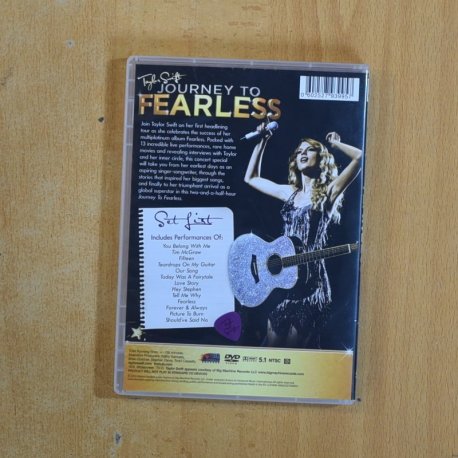 Taylor Swift
JOURNEY TO
FEARLESS
Join Taylor Swift on her first headlining
tour as she celebrates the success of her
multiplatinum album Fearless. Packed with
13 incredible live performances, rare home
movies and revealing interviews with Taylor
and her inner circle, this concert special
will take you from her earliest days as an
aspiring singer-songwriter, through the
stories that inspired her biggest songs,
and finally to her triumphant arrival as a
global superstar in this two-and-a-half-hour
Journey To Fearless.
Set List
Includes Performances Of:
You Belong With Me
Tim McGraw
Fifteen
Teardrops On My Guitar
Our Song
Today Was A Fairytale
Love Story
Hey Stephen
Tell Me Why
Fearless
Forever & Always
Picture To Burn
Should've Said No
DVD
5.1 NTSC